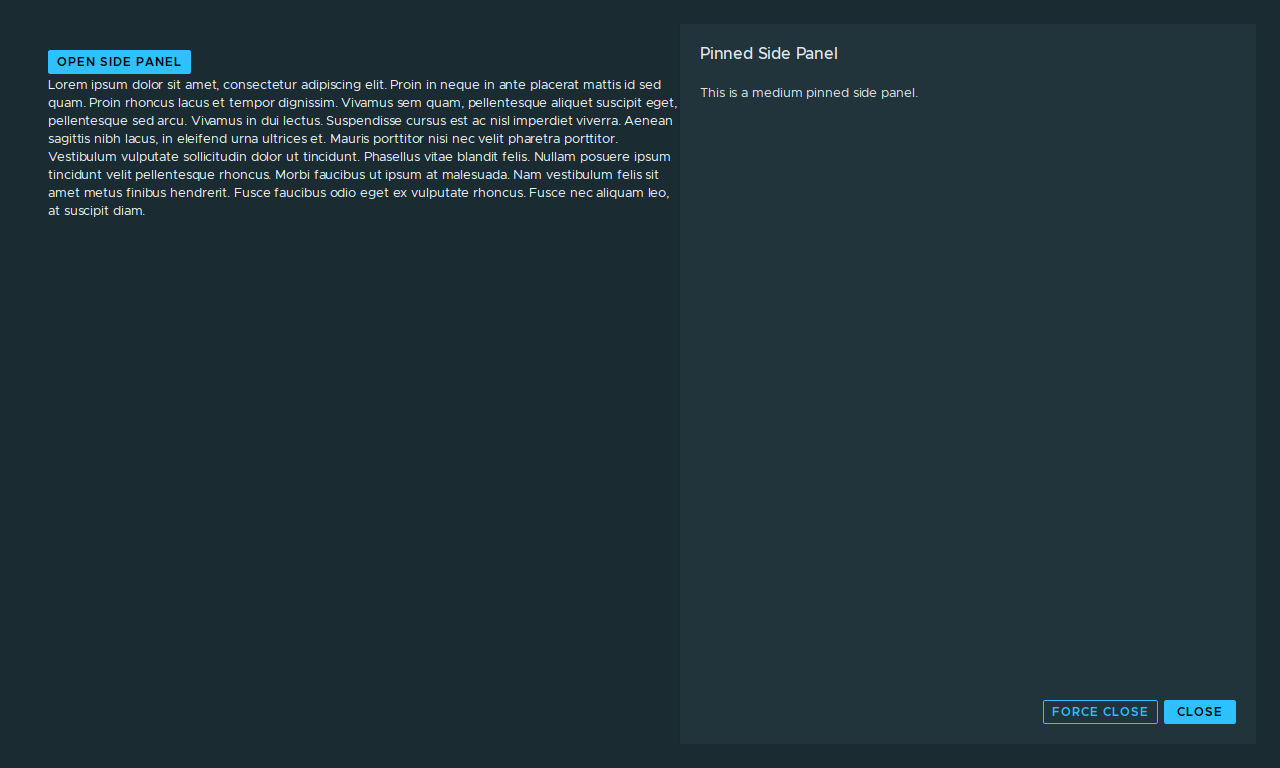 OPEN SIDE PANEL
Lorem ipsum dolor sit amet, consectetur adipiscing elit. Proin in neque in ante placerat mattis id sed
quam. Proin rhoncus lacus et tempor dignissim. Vivamus sem quam, pellentesque aliquet suscipit eget,
pellentesque sed arcu. Vivamus in dui lectus. Suspendisse cursus est ac nisl imperdiet viverra. Aenean
sagittis nibh lacus, in eleifend urna ultrices et. Mauris porttitor nisi nec velit pharetra porttitor.
Vestibulum vulputate sollicitudin dolor ut tincidunt. Phasellus vitae blandit felis. Nullam posuere ipsum
tincidunt velit pellentesque rhoncus. Morbi faucibus ut ipsum at malesuada. Nam vestibulum felis sit
amet metus finibus hendrerit. Fusce faucibus odio eget ex vulputate rhoncus. Fusce nec aliquam leo,
at suscipit diam.
Pinned Side Panel
This is a medium pinned side panel.
FORCE CLOSE
CLOSE